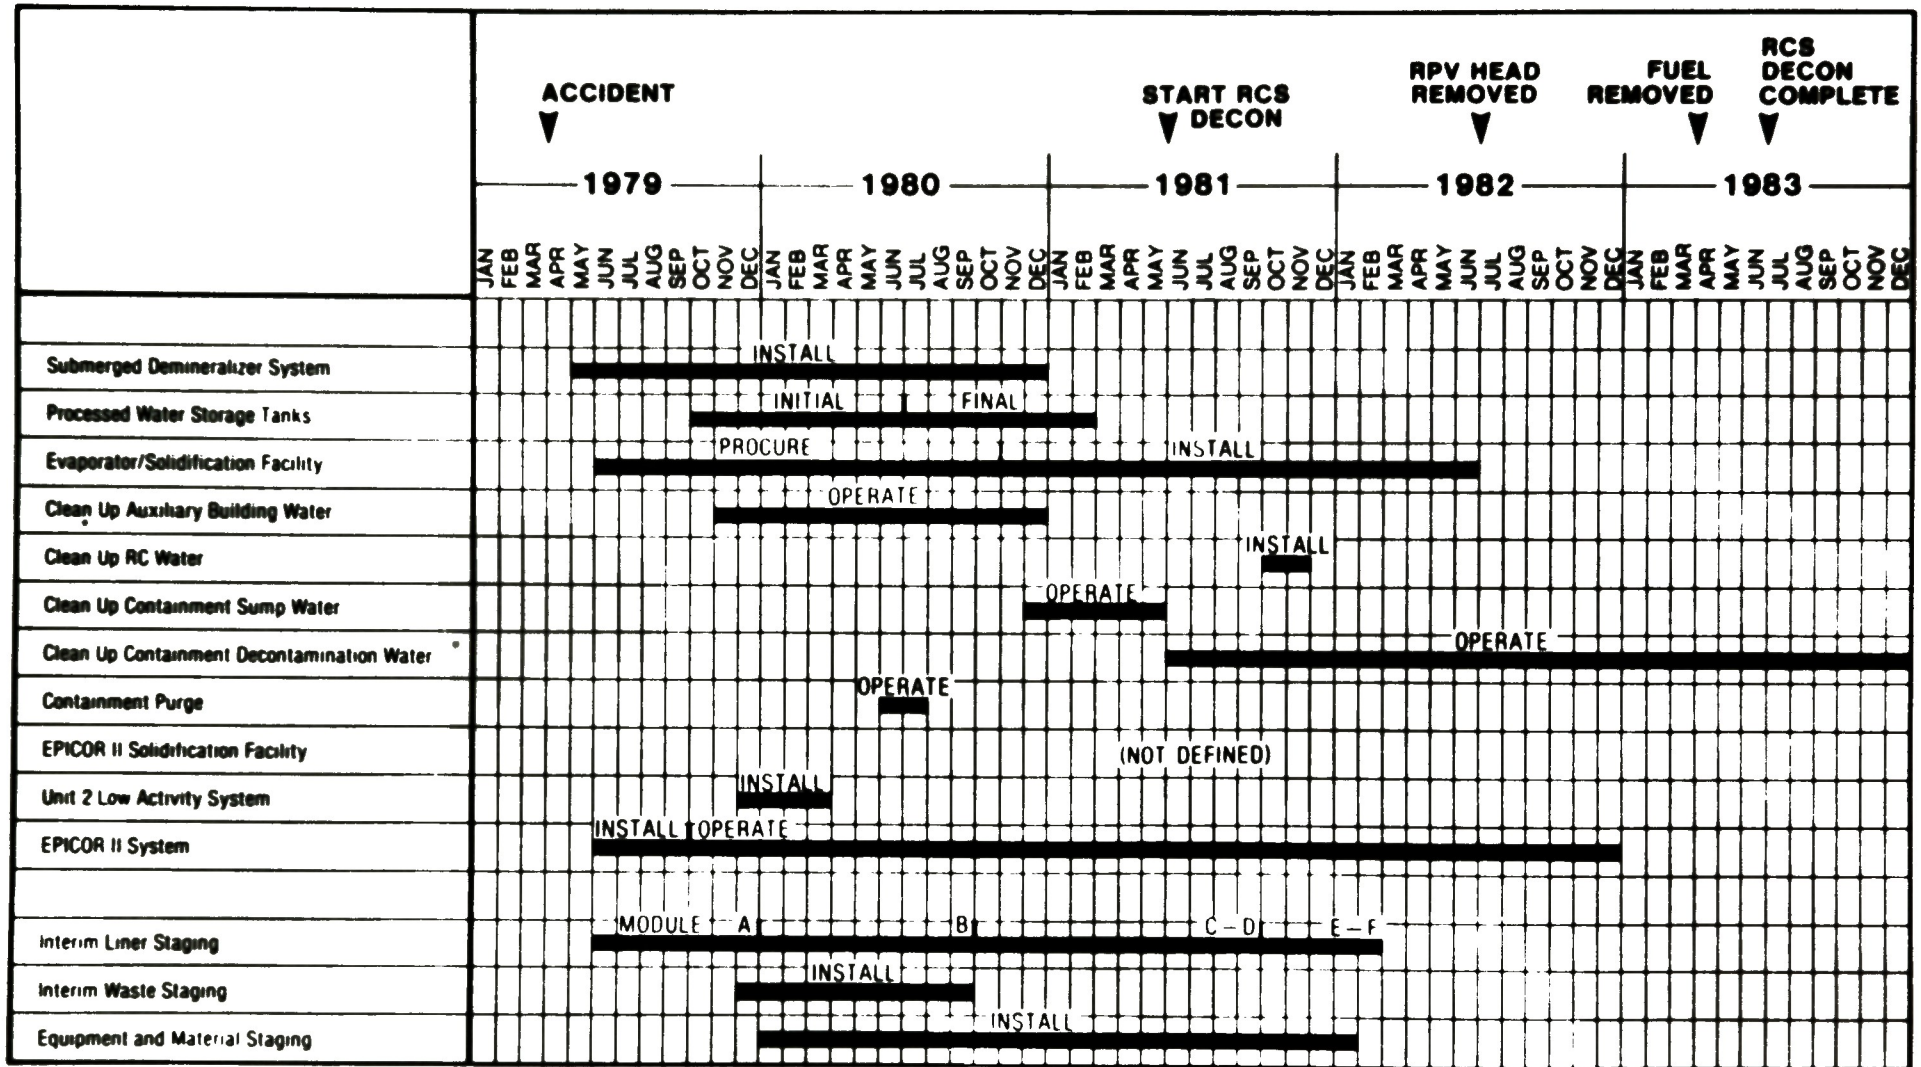 ACCIDENT
START RCS
DECON
RPV HEAD
REMOVED
FUEL
REMOVED
RCS
DECON
COMPLETE
1979 1980 1981 1982 1983
JAN FEB MAR APR MAY JUN JUL AUG SEP OCT NOV DEC JAN FEB MAR APR MAY JUN JUL AUG SEP OCT NOV DEC JAN FEB MAR APR MAY JUN JUL AUG SEP OCT NOV DEC JAN FEB MAR APR MAY JUN JUL AUG SEP OCT NOV DEC JAN FEB MAR APR MAY JUN JUL AUG SEP OCT NOV DEC
Submerged Demineralizer System INSTALL
Processed Water Storage Tanks INITIAL FINAL
Evaporator/Solidification Facility PROCURE INSTALL
Clean Up Auxiliary Building Water OPERATE
Clean Up RC Water INSTALL
Clean Up Containment Sump Water OPERATE
Clean Up Containment Decontamination Water OPERATE
Containment Purge OPERATE
EPICOR II Solidification Facility (NOT DEFINED)
Unit 2 Low Activity System INSTALL
EPICOR II System INSTALL OPERATE
Interim Liner Staging MODULE A B C-D E-F
Interim Waste Staging INSTALL
Equipment and Material Staging INSTALL